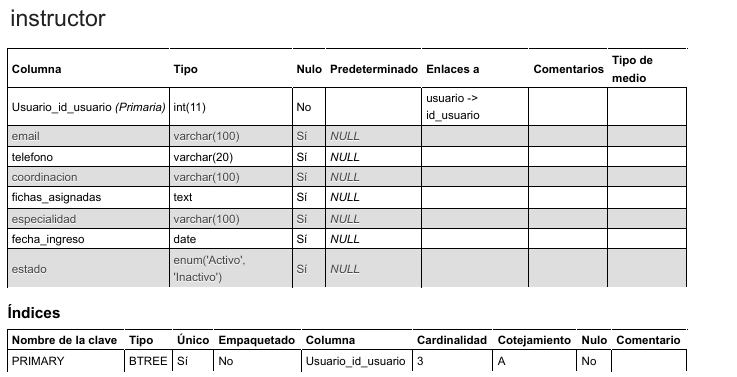 instructor
Columna Tipo Nulo Predeterminado Enlaces a Comentarios Tipo de medio
Usuario_id_usuario (Primaria) int(11) No usuario -> id_usuario
email varchar(100) Sí NULL
telefono varchar(20) Sí NULL
coordinacion varchar(100) Sí NULL
fichas_asignadas text Sí NULL
especialidad varchar(100) Sí NULL
fecha_ingreso date Sí NULL
estado enum('Activo', 'Inactivo') Sí NULL
Índices
Nombre de la clave Tipo Único Empaquetado Columna Cardinalidad Cotejamiento Nulo Comentario
PRIMARY BTREE Sí No Usuario_id_usuario 3 A No